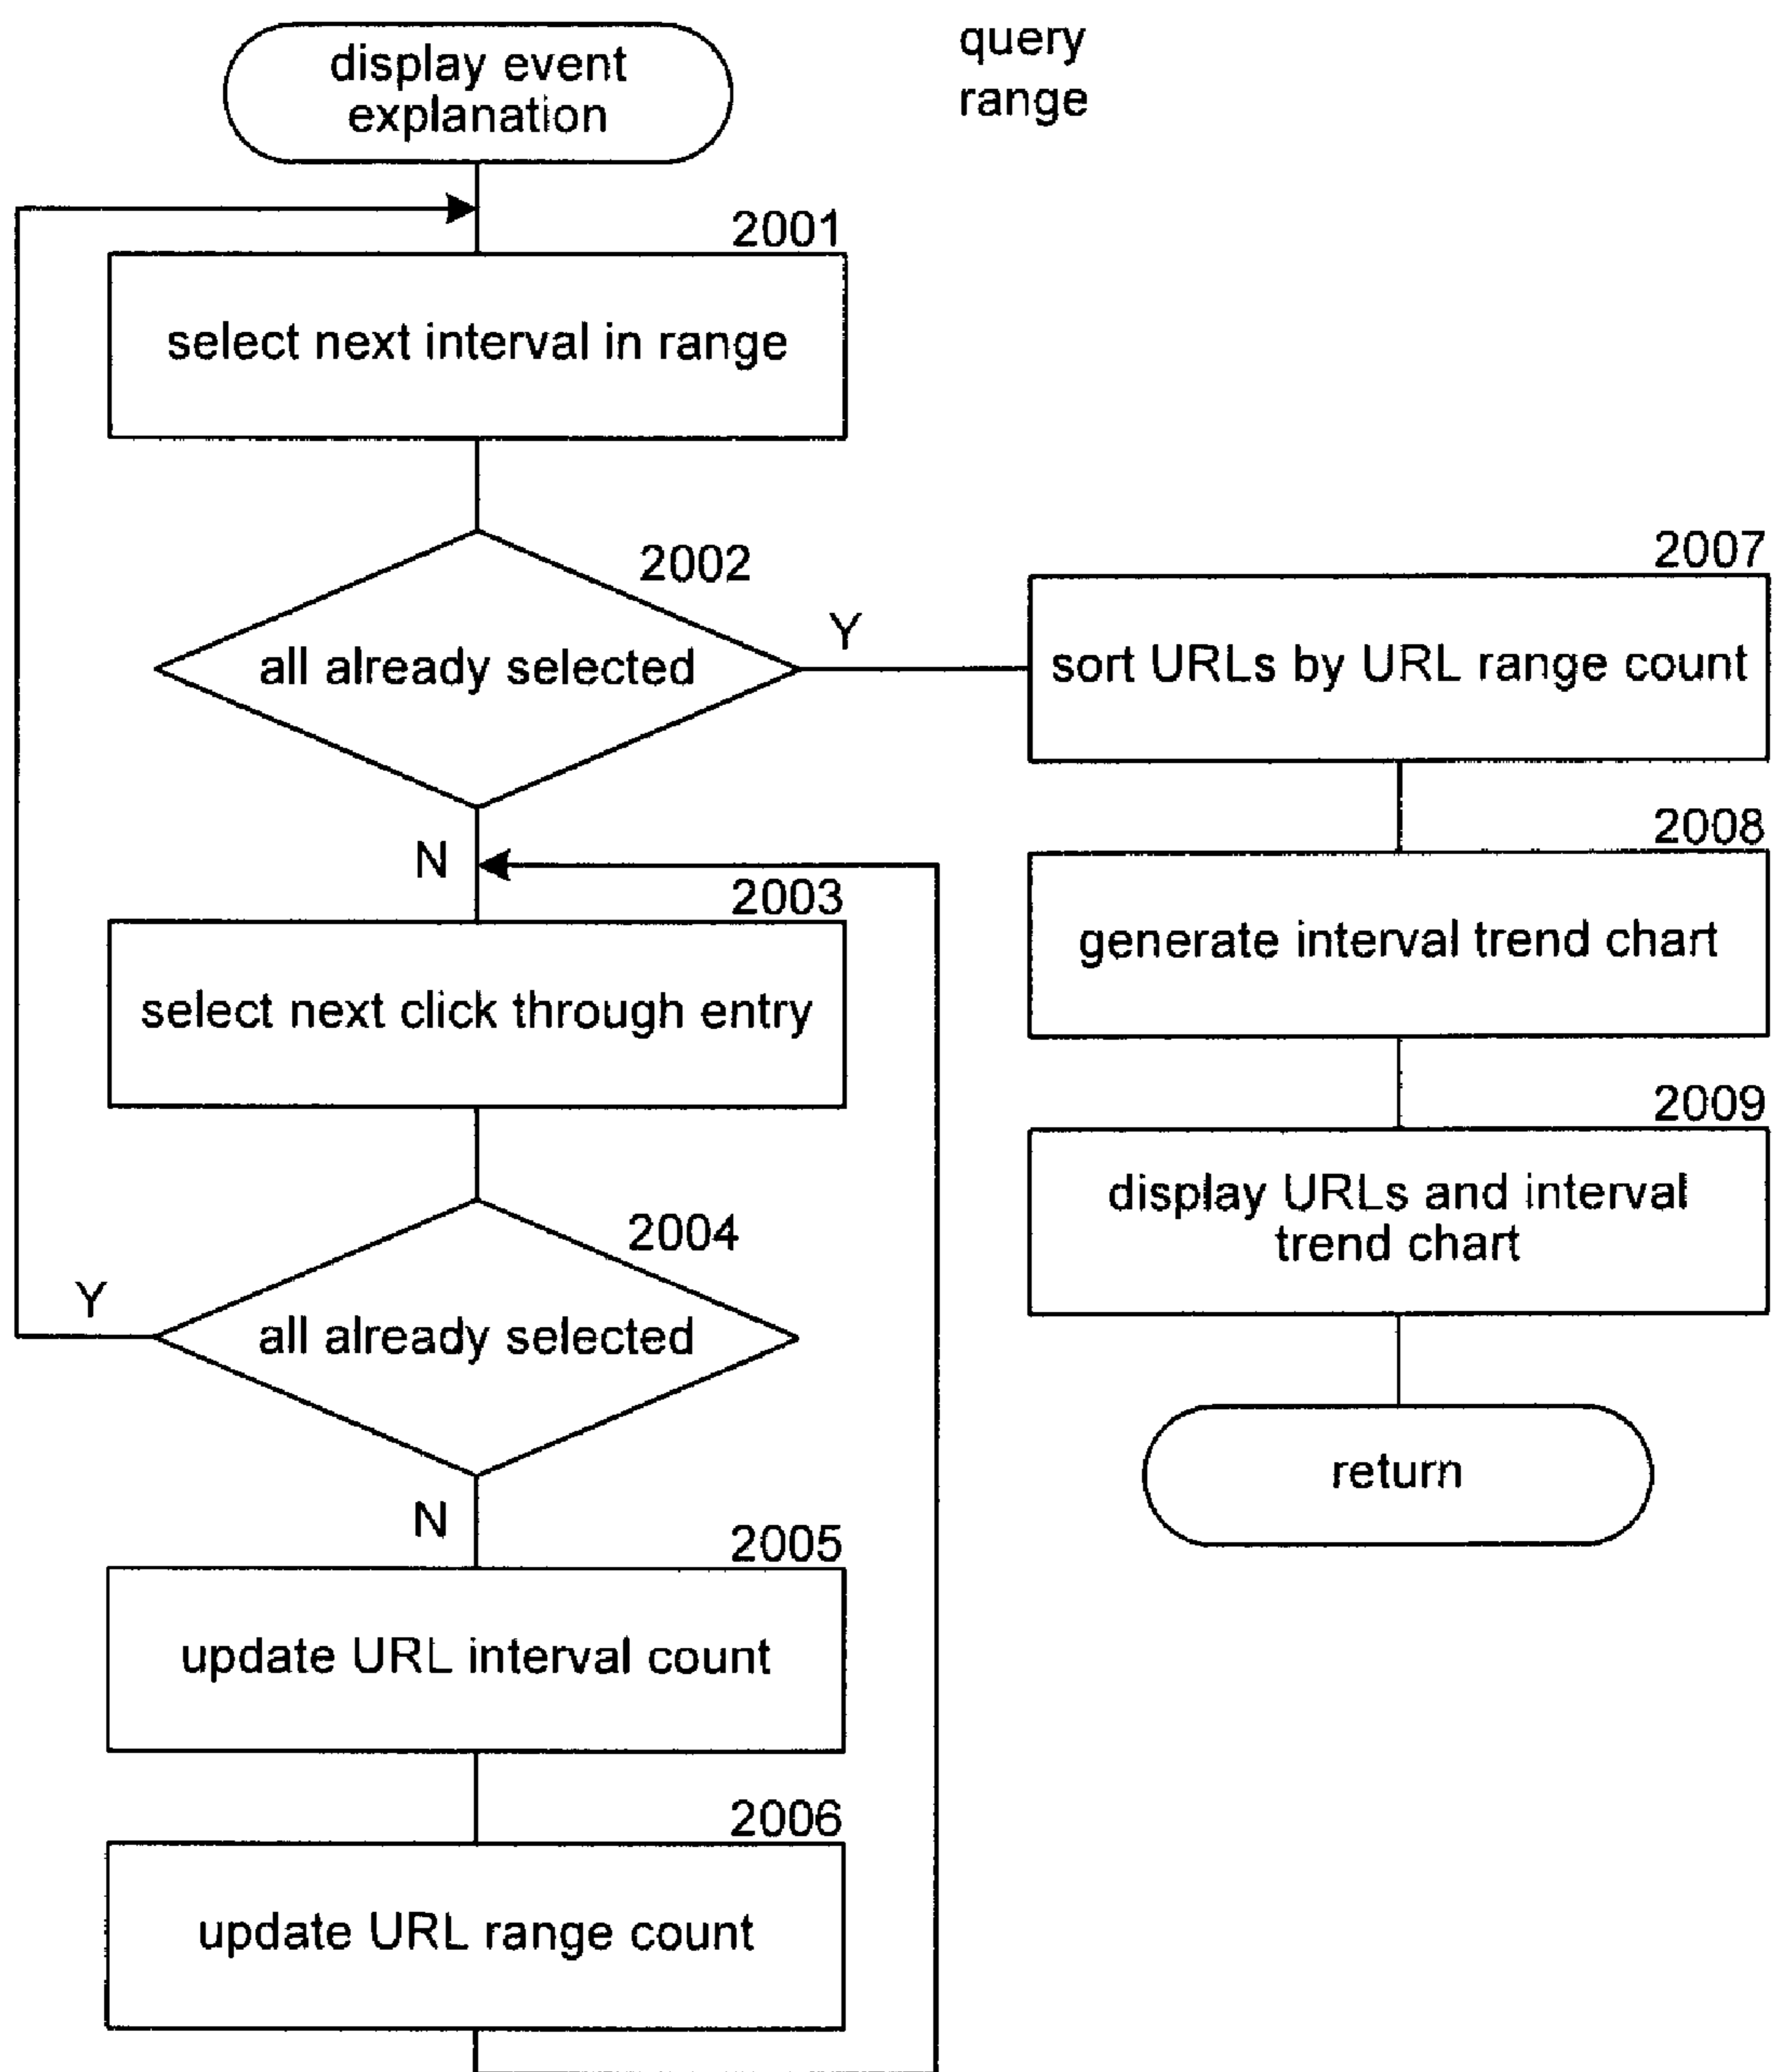 display event
explanation
query
range
2001
select next interval in range
2002
all already selected
Y
N
2003
select next click through entry
2004
all already selected
Y
N
2005
update URL interval count
2006
update URL range count
2007
sort URLs by URL range count
2008
generate interval trend chart
2009
display URLs and interval
trend chart
return